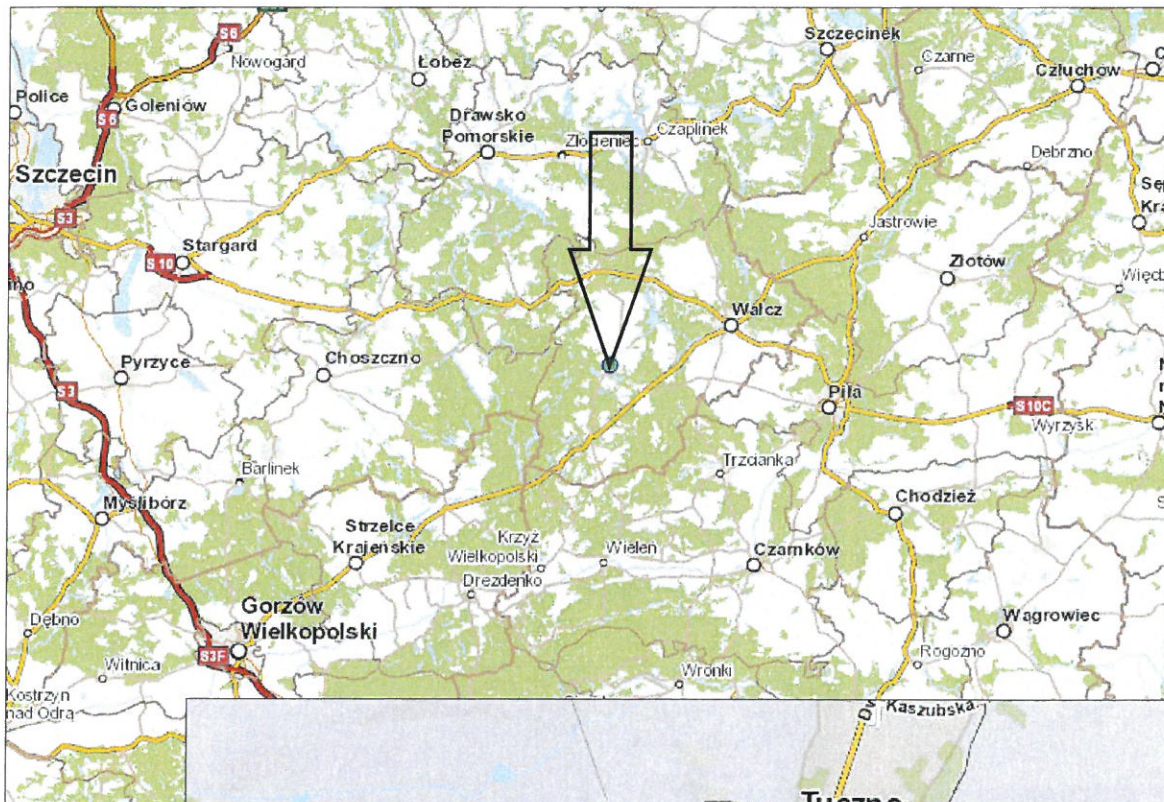 S6
Nowogard
Łobez
Szczecinek
Czarne
Człuchów
Police
Goleniów
S6
Drawsko
Pomorskie
Złocieniec
Czaplinek
Debrzno
Szczecin
S3
Stargard
S10
Jastrowie
Złotów
Wałcz
Choszczno
Pyrzyce
S3
Piła
S10C
Wyrzysk
Barlinek
Trzcianka
Myślibórz
Chodzież
Strzelce
Krajeńskie
Krzyż
Wielkopolski
Wieleń
Czarnków
Drezdenko
Dębno
Gorzów
Wielkopolski
Wągrowiec
S3F
Rogoźno
Witnica
Wronki
Kostrzyn
nad Odrą
Kaszubska